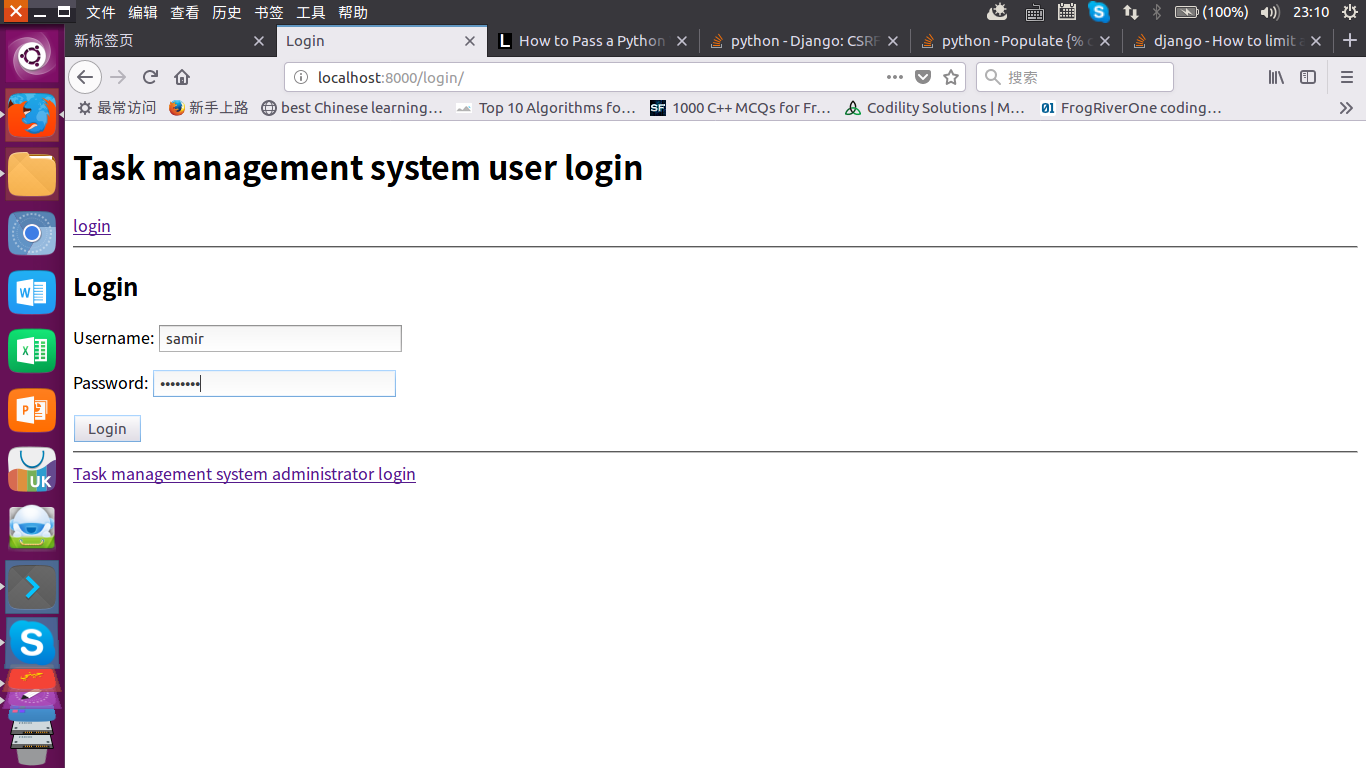 文件 编辑 查看 历史 书签 工具 帮助 (100%) 23:10
新标签页 Login How to Pass a Python python - Django: CSRF python - Populate {% django - How to limit
localhost:8000/login/ 搜索
最常访问 新手上路 best Chinese learning… Top 10 Algorithms fo… SF 1000 C++ MCQs for Fr… Codility Solutions | M… 01 FrogRiverOne coding…
Task management system user login
login
Login
Username: samir
Password: ••••••••
Login
Task management system administrator login
W
X
P
UK
S